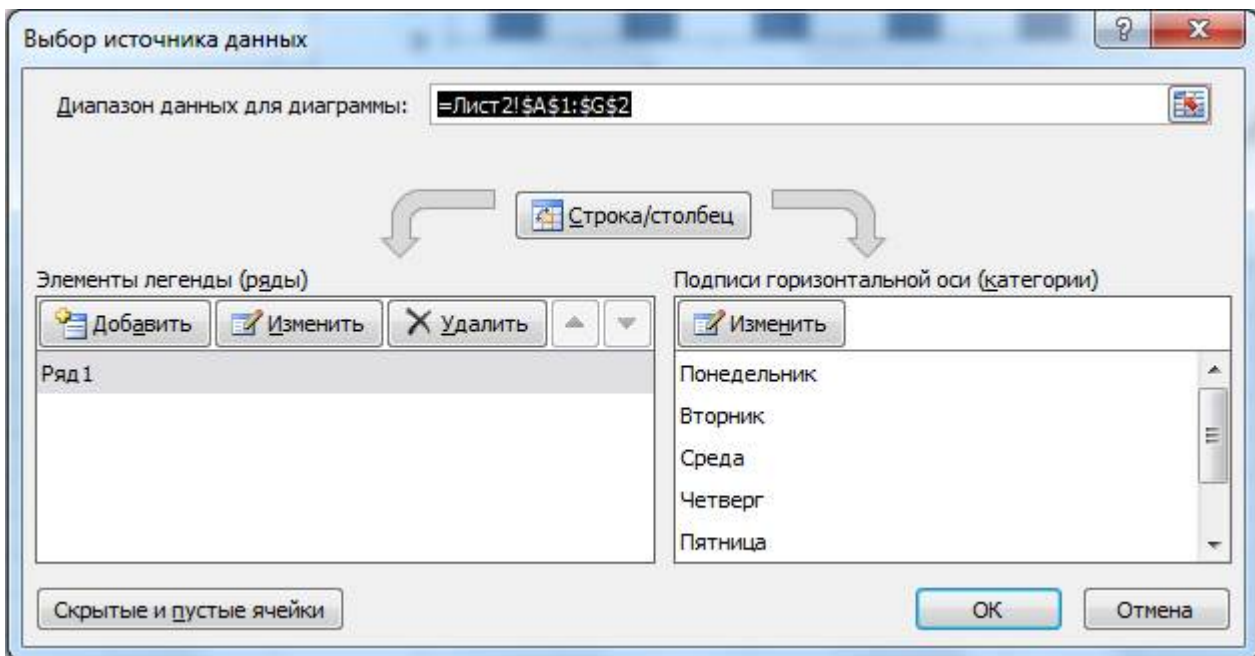 Выбор источника данных
Диапазон данных для диаграммы: =Лист2!$A$1:$G$2
Строка/столбец
Элементы легенды (ряды)
Добавить Изменить Удалить
Ряд1
Подписи горизонтальной оси (категории)
Изменить
Понедельник
Вторник
Среда
Четверг
Пятница
Скрытые и пустые ячейки
ОК Отмена